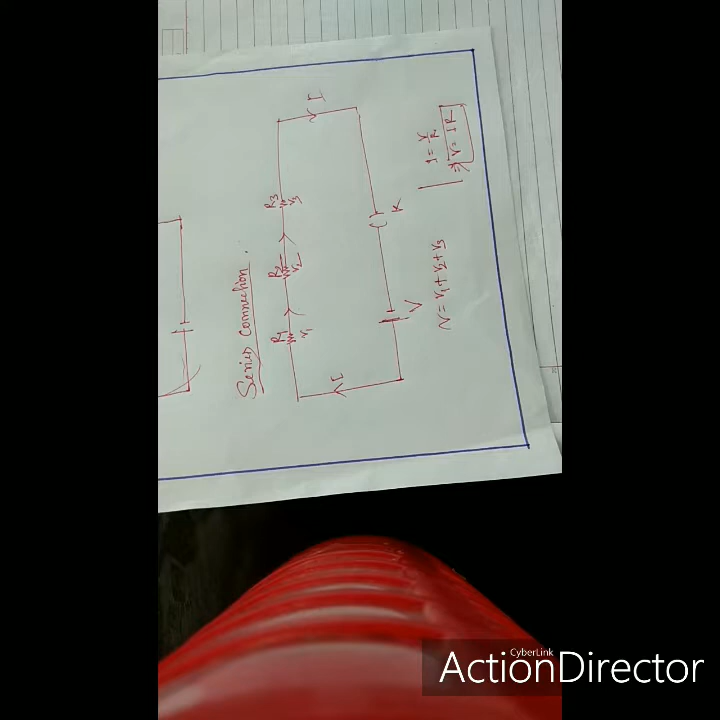 Series Connection.
R1 R2 R3
V1 V2 V3
I I
V K
V = V1 + V2 + V3
I = V/R
⇒ V = IR
CyberLink
ActionDirector